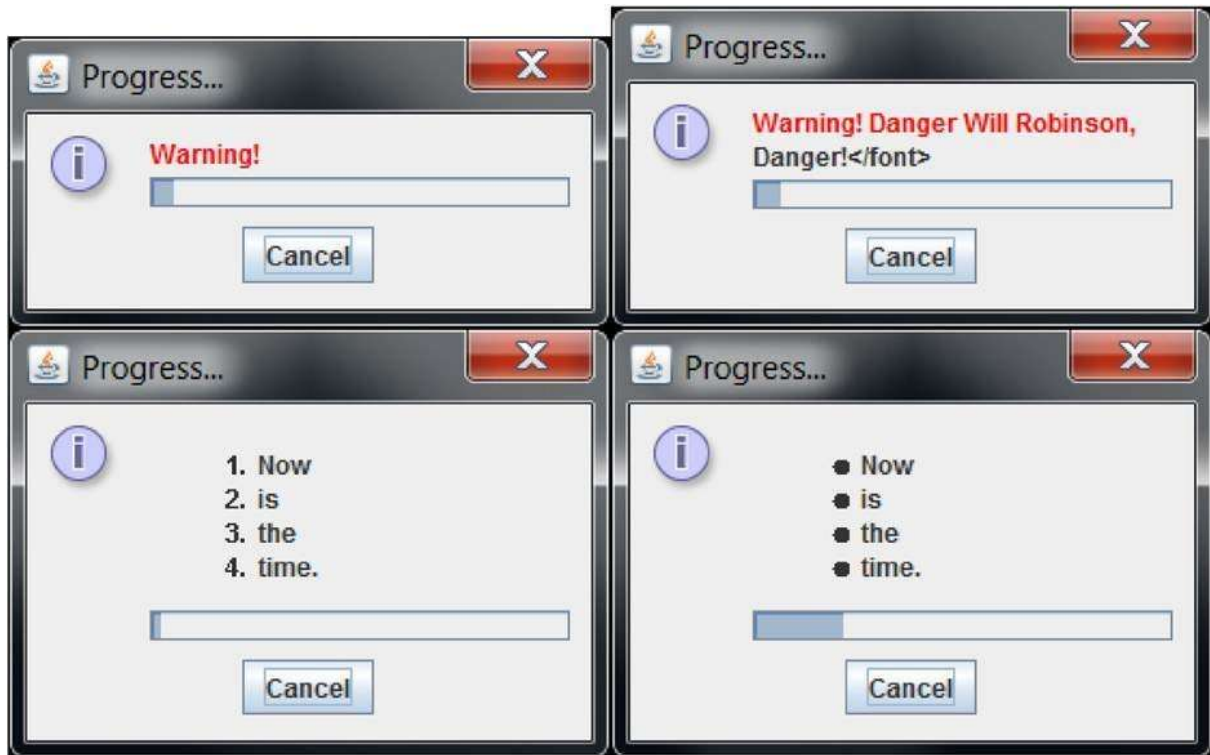 Progress...
X
i
Warning!
Cancel
Progress...
X
i
Warning! Danger Will Robinson,
Danger!</font>
Cancel
Progress...
X
i
1. Now
2. is
3. the
4. time.
Cancel
Progress...
X
i
● Now
● is
● the
● time.
Cancel